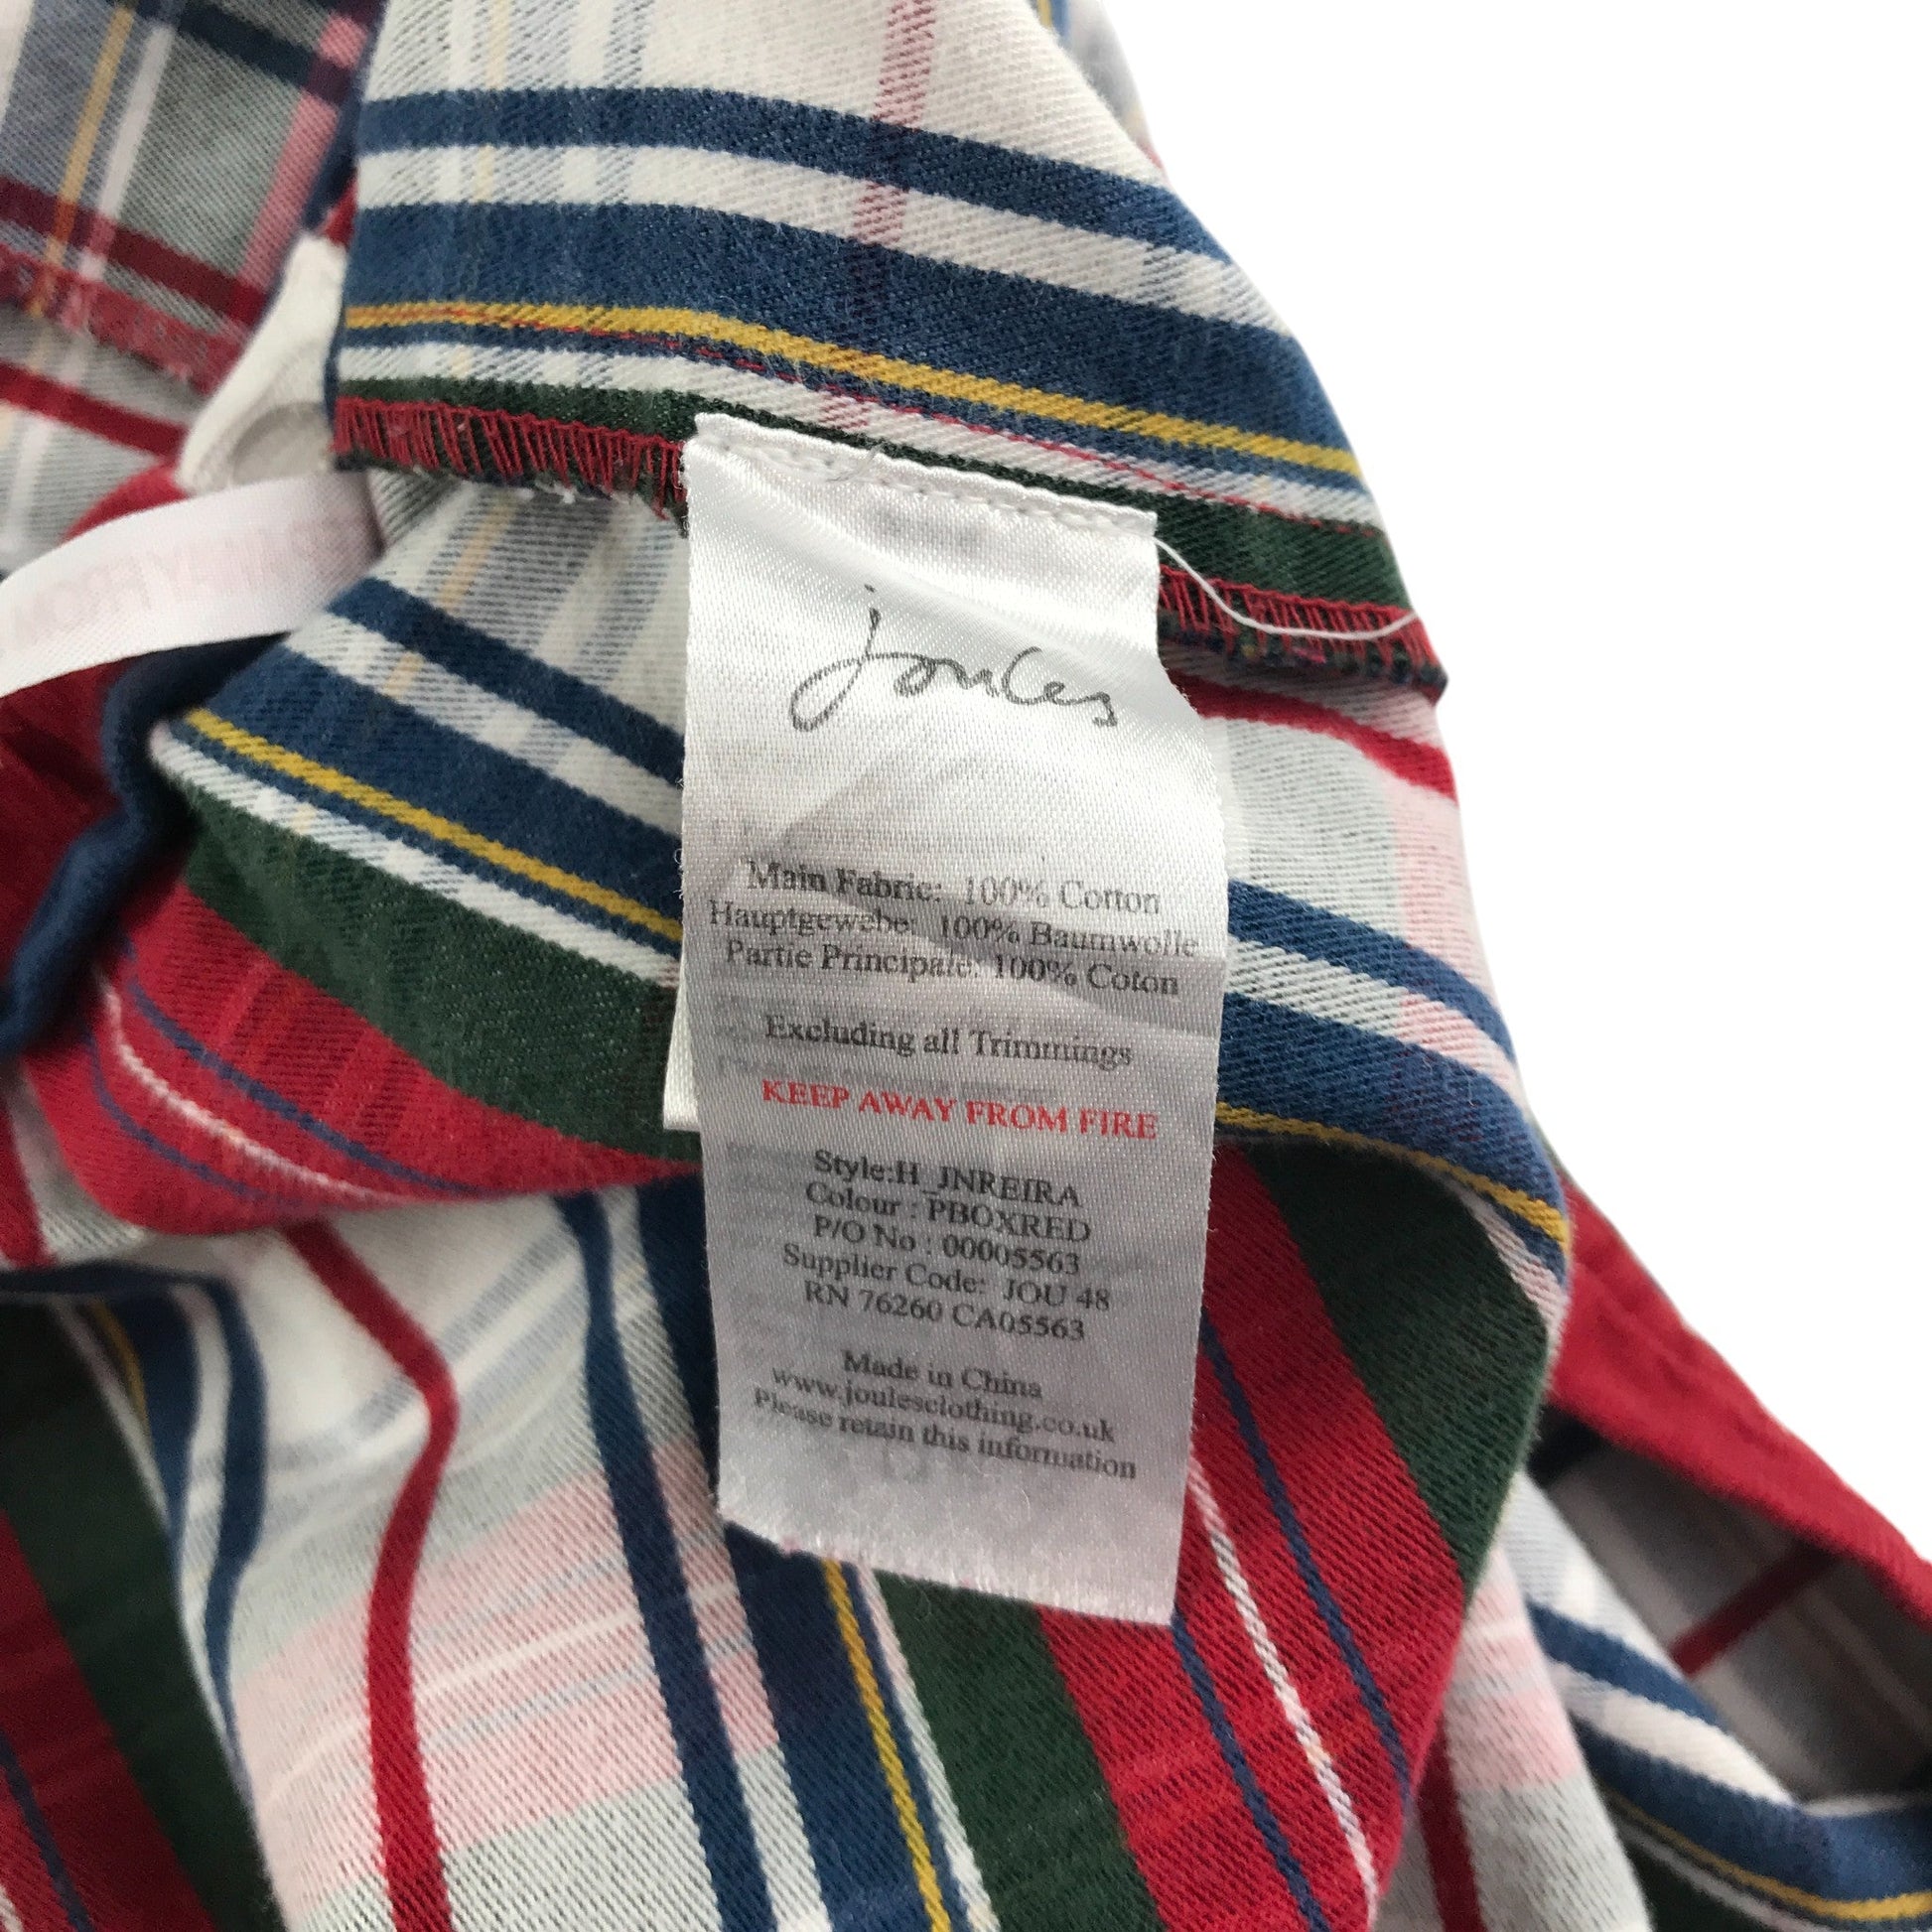 joules
Main Fabric: 100% Cotton
Hauptgewebe: 100% Baumwolle
Partie Principale: 100% Coton
Excluding all Trimmings
KEEP AWAY FROM FIRE
Style:H_JNREIRA
Colour : PBOXRED
P/O No : 00005563
Supplier Code: JOU 48
RN 76260 CA05563
Made in China
www.joulesclothing.co.uk
Please retain this information